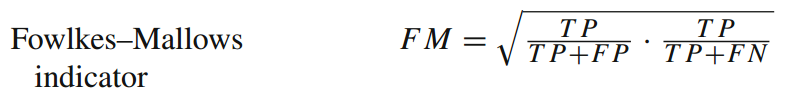 Fowlkes–Mallows
indicator
FM = √(TP/(TP+FP) · TP/(TP+FN))